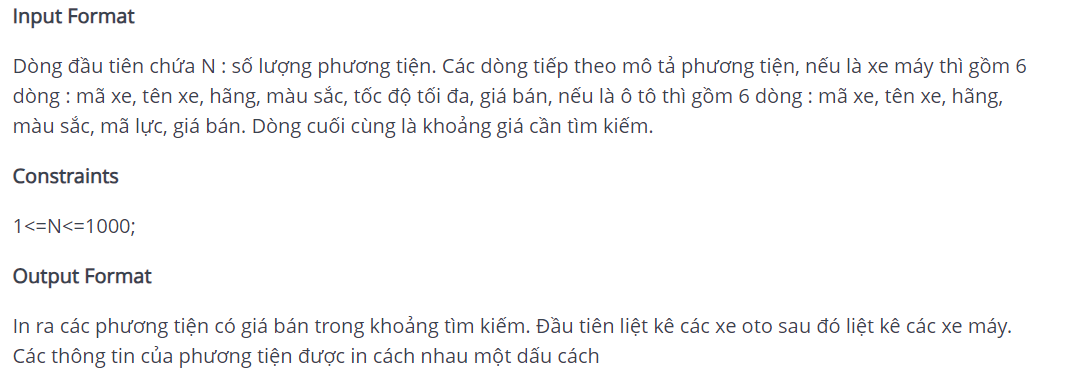 Input Format
Dòng đầu tiên chứa N : số lượng phương tiện. Các dòng tiếp theo mô tả phương tiện, nếu là xe máy thì gồm 6
dòng : mã xe, tên xe, hãng, màu sắc, tốc độ tối đa, giá bán, nếu là ô tô thì gồm 6 dòng : mã xe, tên xe, hãng,
màu sắc, mã lực, giá bán. Dòng cuối cùng là khoảng giá cần tìm kiếm.
Constraints
1<=N<=1000;
Output Format
In ra các phương tiện có giá bán trong khoảng tìm kiếm. Đầu tiên liệt kê các xe oto sau đó liệt kê các xe máy.
Các thông tin của phương tiện được in cách nhau một dấu cách